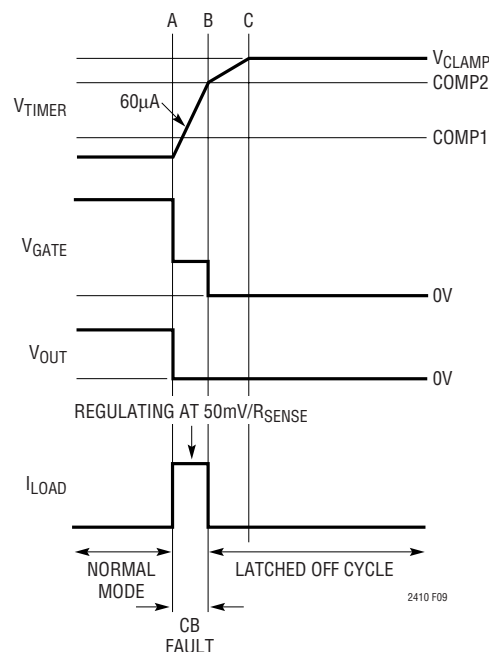 A B C
V_CLAMP
COMP2
V_TIMER
60µA
COMP1
V_GATE
0V
V_OUT
0V
REGULATING AT 50mV/R_SENSE
I_LOAD
NORMAL
MODE
LATCHED OFF CYCLE
2410 F09
CB
FAULT